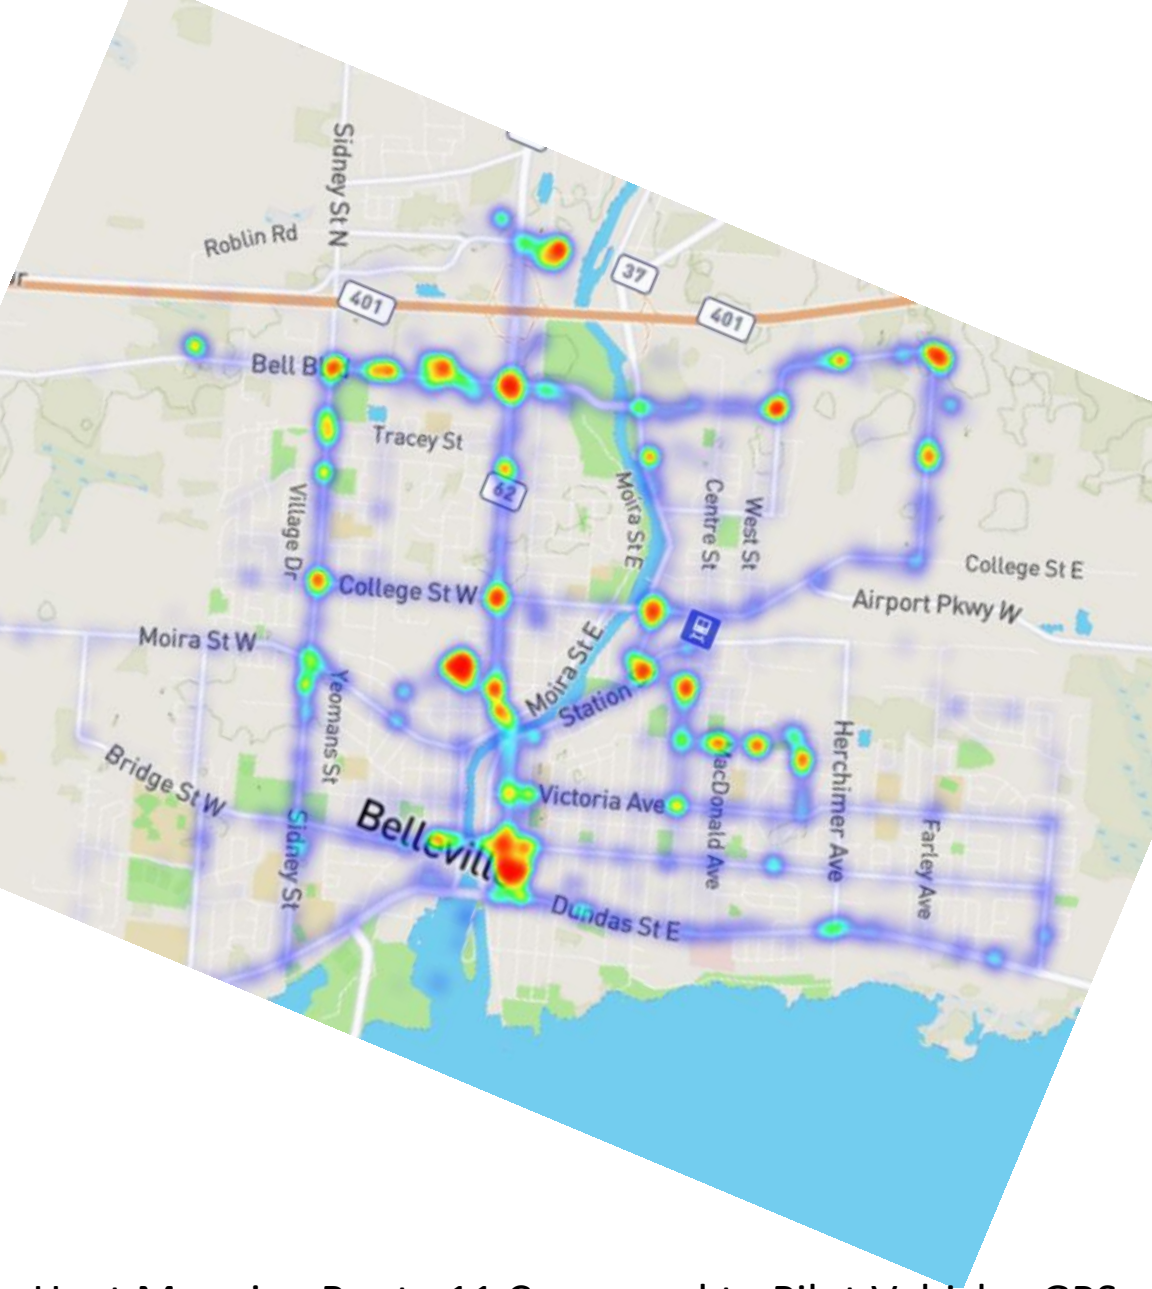 Sidney St N
Roblin Rd
37
401
401
Bell B
Tracey St
62
Village Dr
Moira St E
Centre St
West St
College St E
College St W
Airport Pkwy W
Moira St W
Moira St E
Station
Yeomans St
Bridge St W
MacDonald Ave
Herchimer Ave
Victoria Ave
Sidney St
Bellevill
Farley Ave
Dundas St E